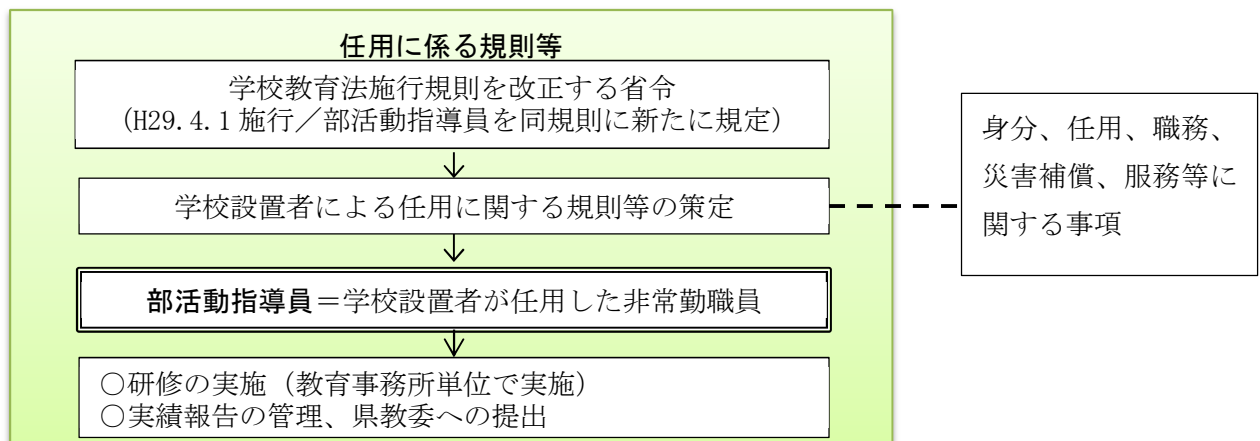 任用に係る規則等
学校教育法施行規則を改正する省令
(H29.4.1施行／部活動指導員を同規則に新たに規定)
学校設置者による任用に関する規則等の策定
身分、任用、職務、
災害補償、服務等に
関する事項
部活動指導員＝学校設置者が任用した非常勤職員
○研修の実施（教育事務所単位で実施）
○実績報告の管理、県教委への提出